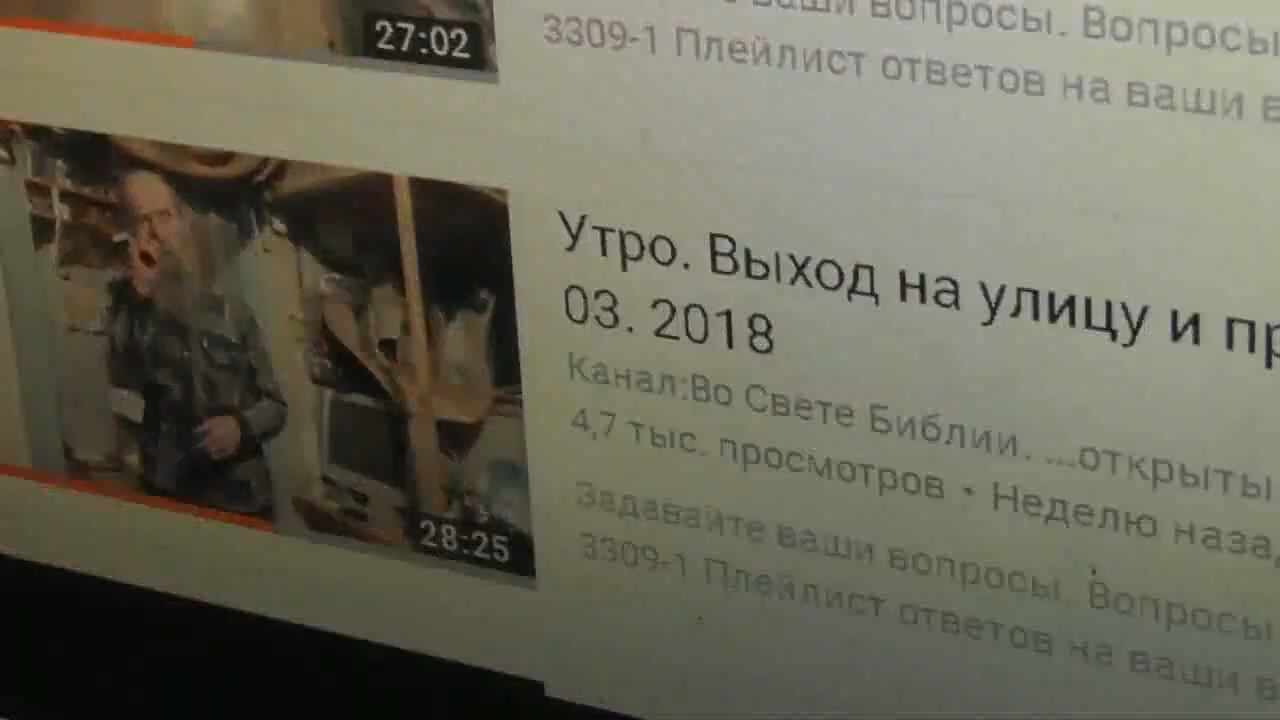 27:02
ваши вопросы. Вопросы
3309-1 Плейлист ответов на ваши
Утро. Выход на улицу и
03. 2018
Канал:Во Свете Библии. ...открыты
4,7 тыс. просмотров • Неделю наза
28:25
Задавайте ваши вопросы. Вопросы
3309-1 Плейлист ответов на ваши